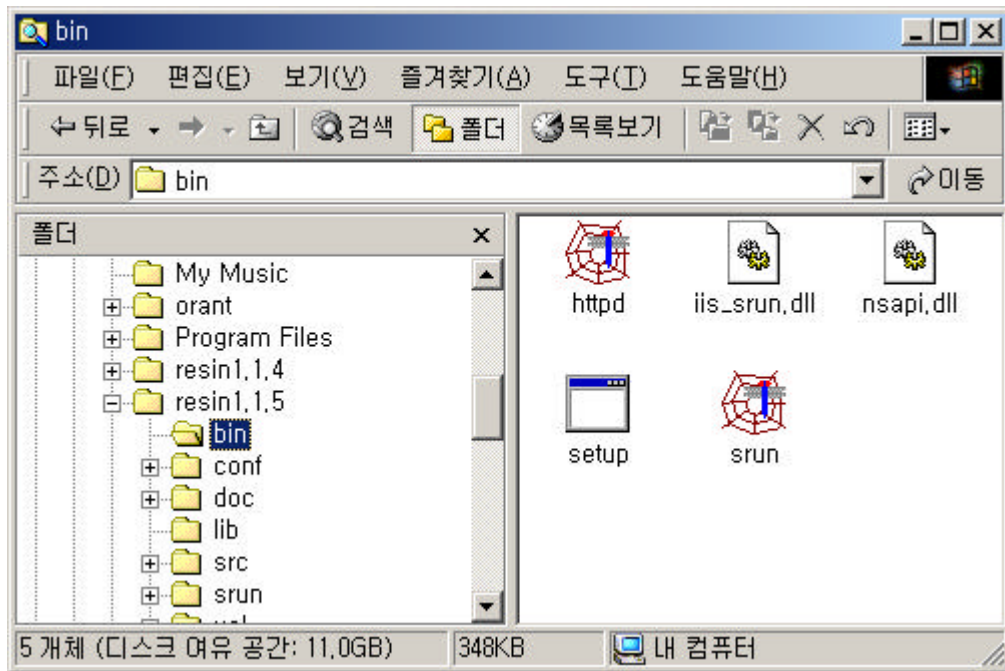 bin
파일(F) 편집(E) 보기(V) 즐겨찾기(A) 도구(T) 도움말(H)
뒤로 검색 폴더 목록보기
주소(D) bin 이동
폴더
My Music
orant
Program Files
resin1,1,4
resin1,1,5
bin
conf
doc
lib
src
srun
httpd iis_srun,dll nsapi,dll
setup srun
5 개체 (디스크 여유 공간: 11,0GB) 348KB 내 컴퓨터